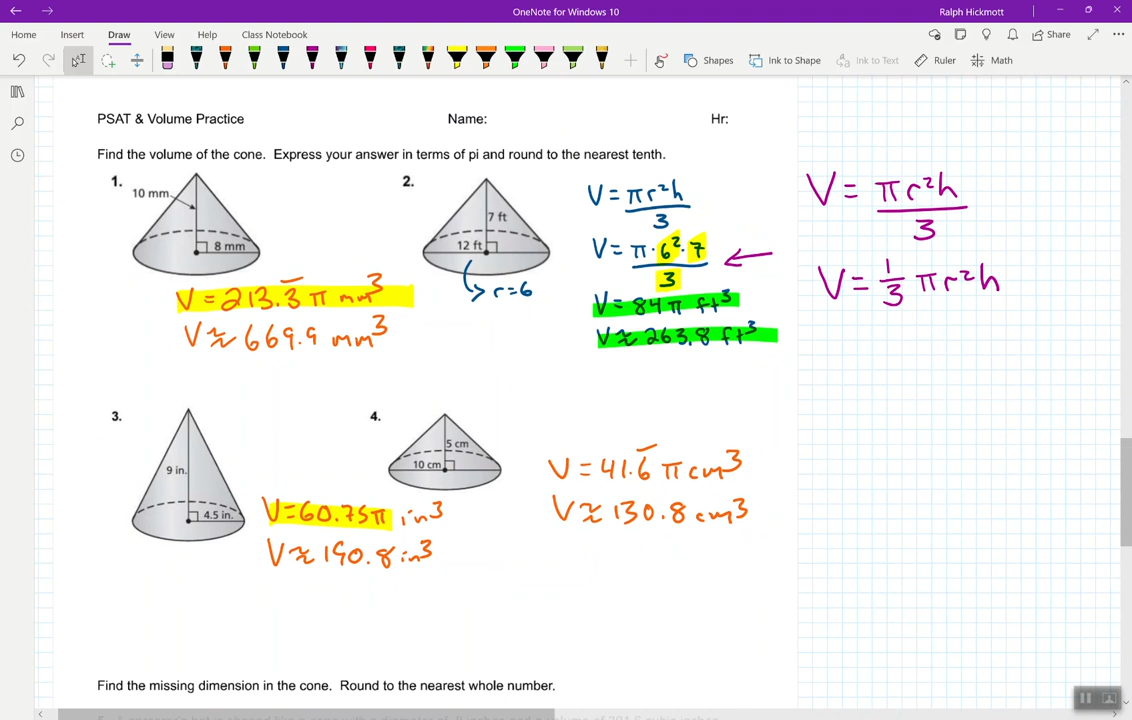 OneNote for Windows 10
Ralph Hickmott
Home Insert Draw View Help Class Notebook
Share
Shapes Ink to Shape Ink to Text Ruler Math
PSAT & Volume Practice Name: Hr:
Find the volume of the cone. Express your answer in terms of pi and round to the nearest tenth.
1.
10 mm
8 mm
V = 213.3̅ π mm³
V ≈ 669.9 mm³
2.
7 ft
12 ft
r=6
V = πr²h
3
V = π · 6² · 7
3
V = 84π ft³
V ≈ 263.8 ft³
V = πr²h
3
V = 1/3 πr²h
3.
9 in.
4.5 in.
V=60.75π in³
V ≈ 190.8 in³
4.
5 cm
10 cm
V = 41.6̅ π cm³
V ≈ 130.8 cm³
Find the missing dimension in the cone. Round to the nearest whole number.